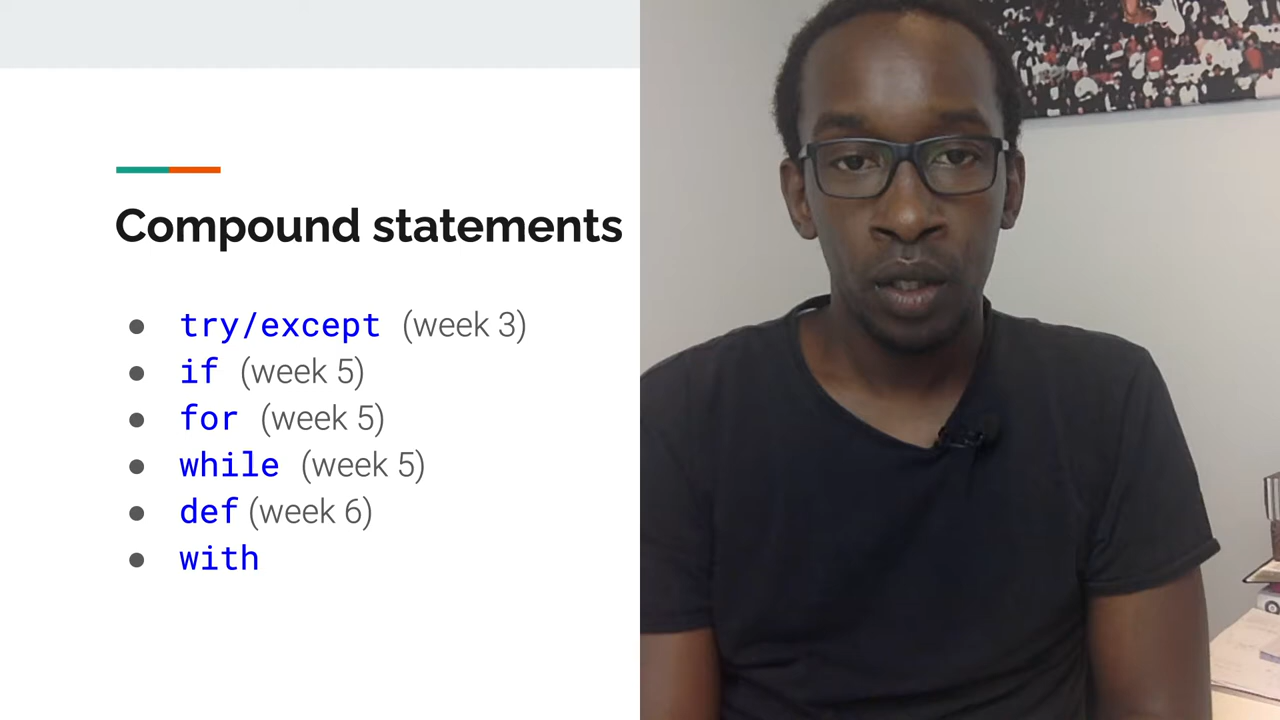 Compound statements
● try/except (week 3)
● if (week 5)
● for (week 5)
● while (week 5)
● def (week 6)
● with